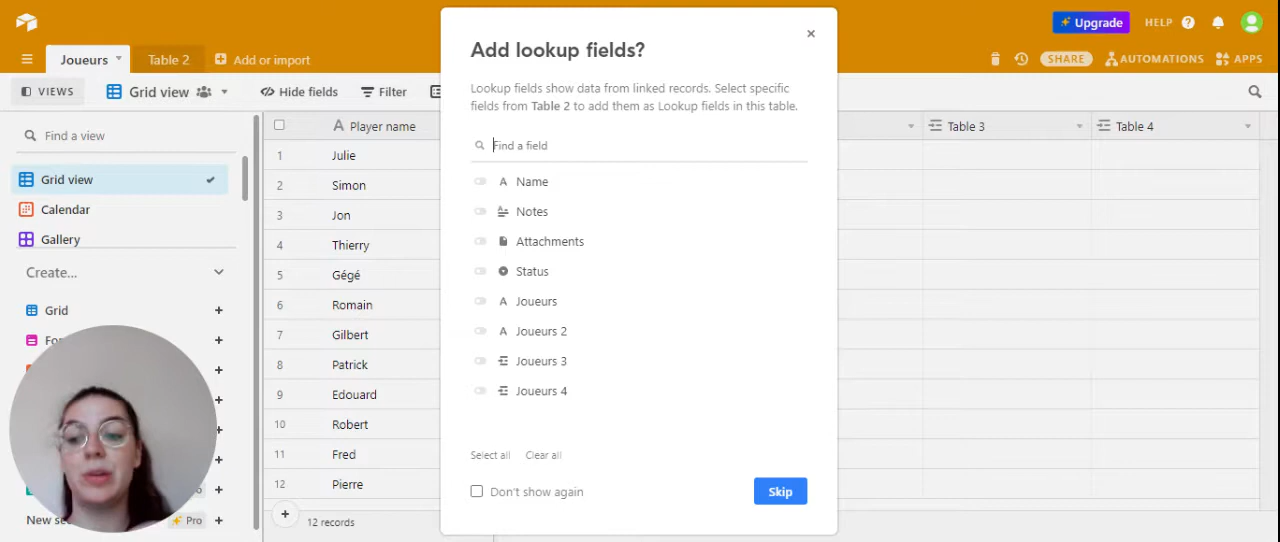 Upgrade
HELP
Joueurs
Table 2
Add or import
SHARE
AUTOMATIONS
APPS
VIEWS
Grid view
Hide fields
Filter
Find a view
Grid view
Calendar
Gallery
Create...
Grid
Pro
New
Pro
Player name
Table 3
Table 4
1 Julie
2 Simon
3 Jon
4 Thierry
5 Gégé
6 Romain
7 Gilbert
8 Patrick
9 Edouard
10 Robert
11 Fred
12 Pierre
12 records
Add lookup fields?
Lookup fields show data from linked records. Select specific
fields from Table 2 to add them as Lookup fields in this table.
Find a field
Name
Notes
Attachments
Status
Joueurs
Joueurs 2
Joueurs 3
Joueurs 4
Select all
Clear all
Don't show again
Skip